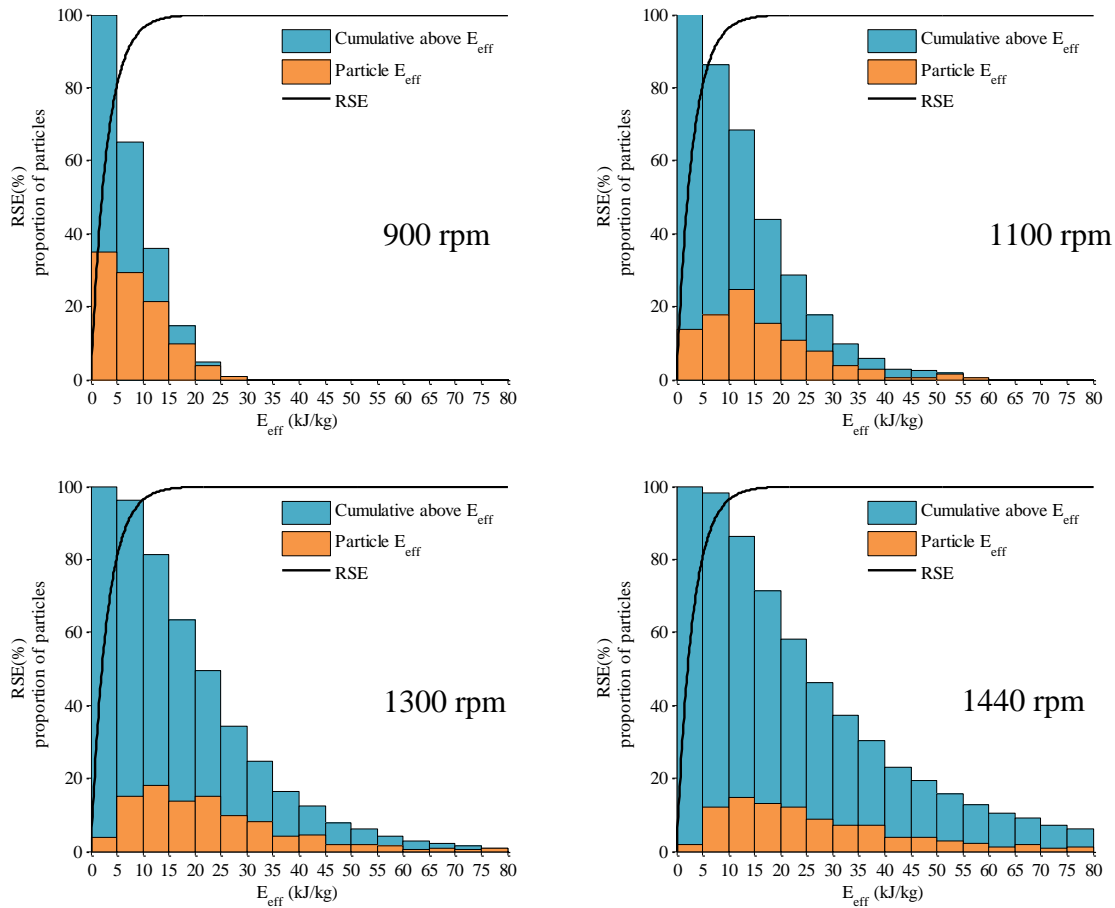 100
80
60
40
20
0
RSE(%)
proportion of particles
Cumulative above E_eff
Particle E_eff
RSE
900 rpm
0 5 10 15 20 25 30 35 40 45 50 55 60 65 70 75 80
E_eff (kJ/kg)
100
80
60
40
20
0
RSE(%)
proportion of particles
Cumulative above E_eff
Particle E_eff
RSE
1100 rpm
0 5 10 15 20 25 30 35 40 45 50 55 60 65 70 75 80
E_eff (kJ/kg)
100
80
60
40
20
0
RSE(%)
proportion of particles
Cumulative above E_eff
Particle E_eff
RSE
1300 rpm
0 5 10 15 20 25 30 35 40 45 50 55 60 65 70 75 80
E_eff (kJ/kg)
100
80
60
40
20
0
RSE(%)
proportion of particles
Cumulative above E_eff
Particle E_eff
RSE
1440 rpm
0 5 10 15 20 25 30 35 40 45 50 55 60 65 70 75 80
E_eff (kJ/kg)